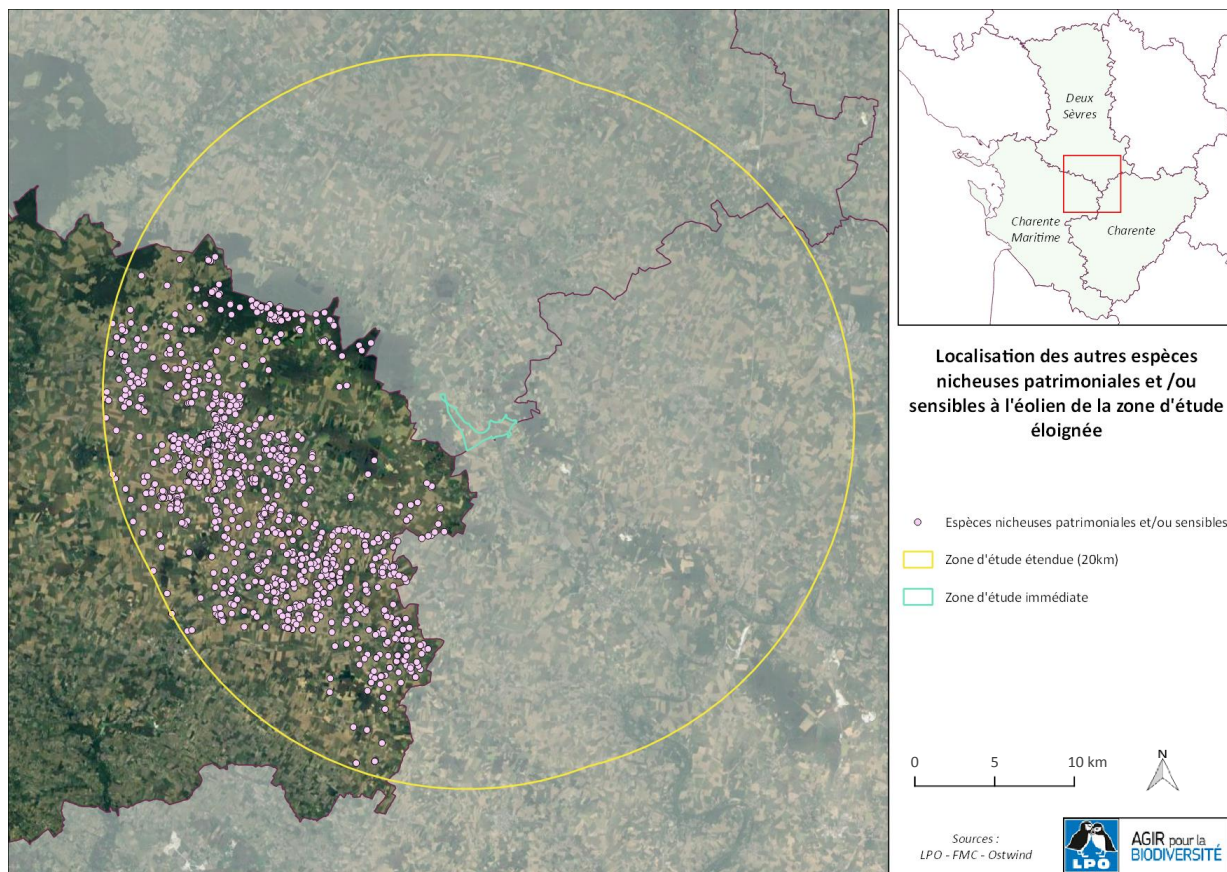 Deux
Sèvres
Charente
Maritime
Charente
Localisation des autres espèces
nicheuses patrimoniales et /ou
sensibles à l'éolien de la zone d'étude
éloignée
Espèces nicheuses patrimoniales et/ou sensibles
Zone d'étude étendue (20km)
Zone d'étude immédiate
0 5 10 km
N
Sources :
LPO - FMC - Ostwind
LPO
AGIR pour la
BIODIVERSITÉ